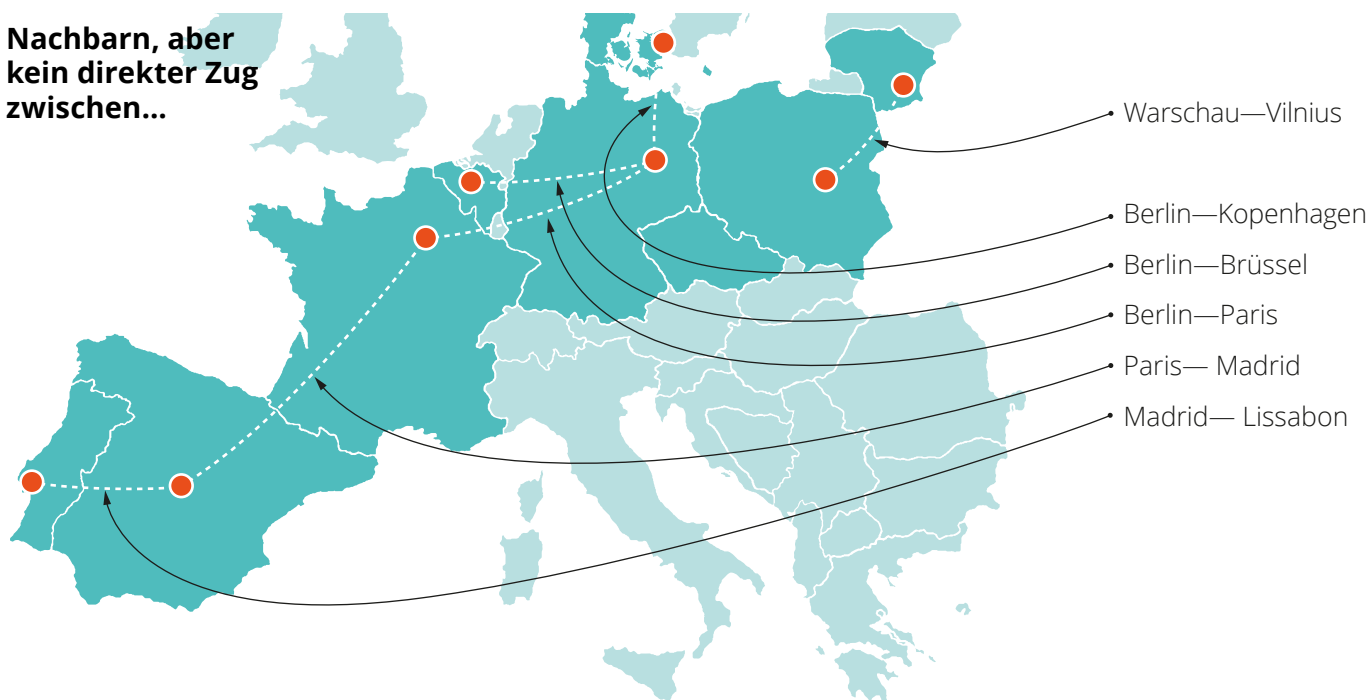 Nachbarn, aber
kein direkter Zug
zwischen...
Warschau—Vilnius
Berlin—Kopenhagen
Berlin—Brüssel
Berlin—Paris
Paris— Madrid
Madrid— Lissabon